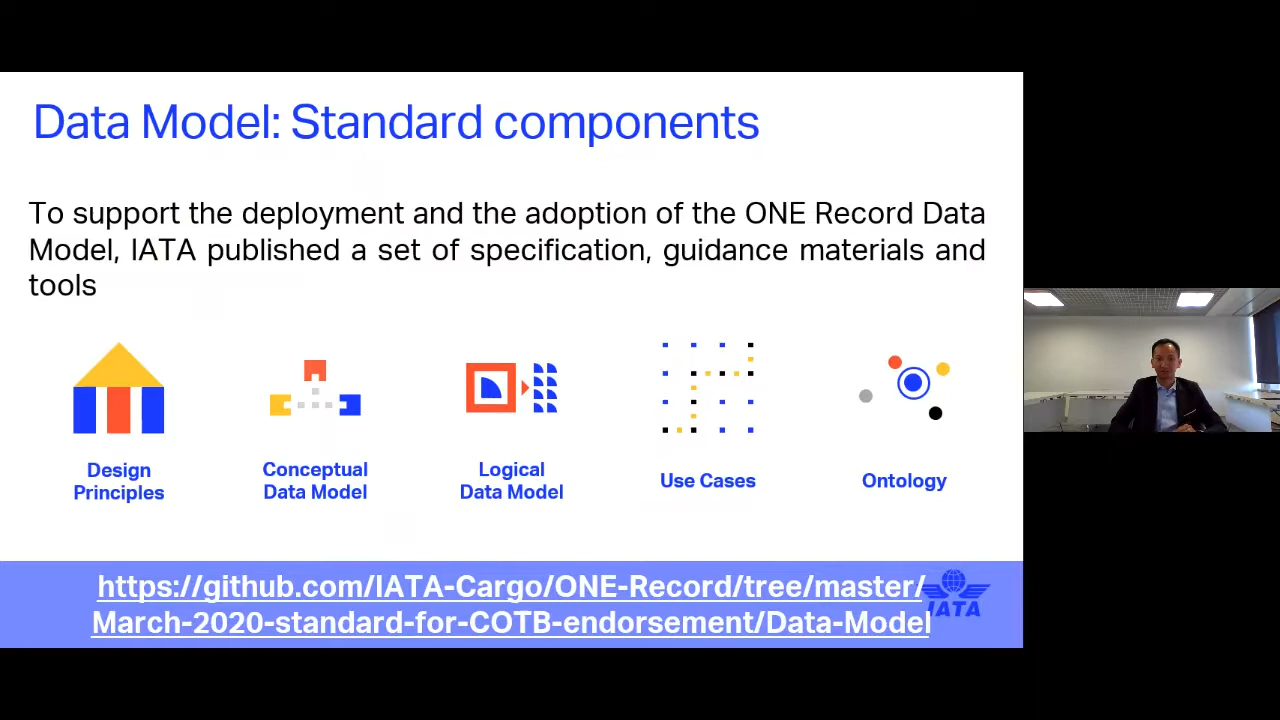 Data Model: Standard components
To support the deployment and the adoption of the ONE Record Data
Model, IATA published a set of specification, guidance materials and
tools
Design
Principles
Conceptual
Data Model
Logical
Data Model
Use Cases
Ontology
https://github.com/IATA-Cargo/ONE-Record/tree/master/
March-2020-standard-for-COTB-endorsement/Data-Model
IATA